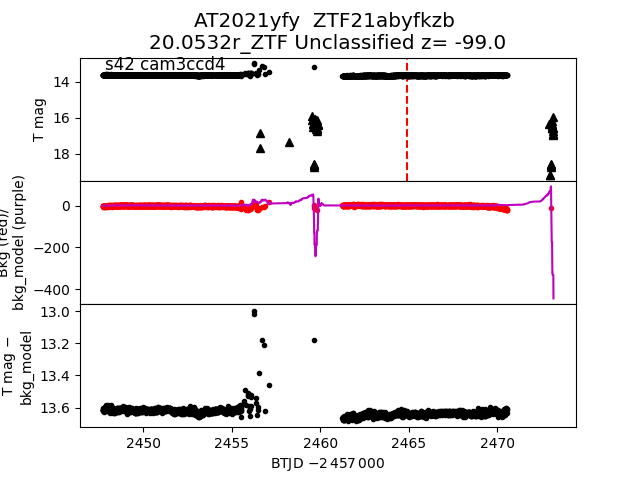 AT2021yfy  ZTF21abyfkzb
20.0532r_ZTF Unclassified z= -99.0
s42 cam3ccd4
14
16
18
T mag
0
−200
−400
Bkg (red)/
bkg_model (purple)
13.0
13.2
13.4
13.6
T mag −
bkg_model
2450
2455
2460
2465
2470
BTJD −2 457 000